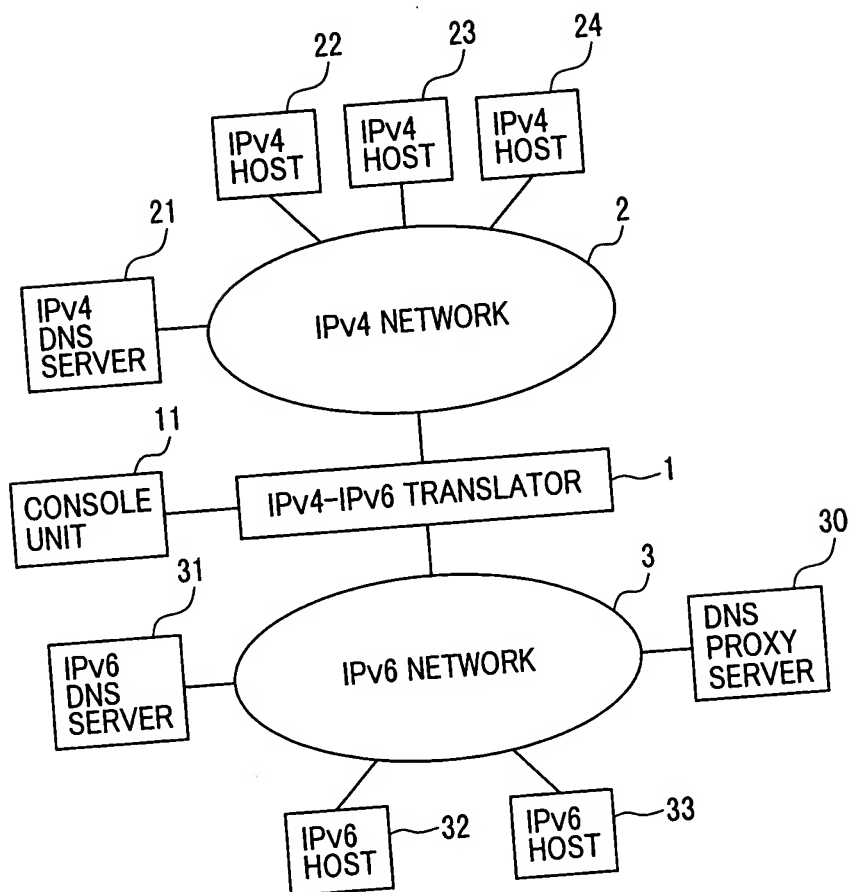 22
23
24
IPv4
HOST
IPv4
HOST
IPv4
HOST
21
2
IPv4
DNS
SERVER
IPv4 NETWORK
11
1
CONSOLE
UNIT
IPv4-IPv6 TRANSLATOR
31
3
30
IPv6
DNS
SERVER
IPv6 NETWORK
DNS
PROXY
SERVER
IPv6
HOST
32
IPv6
HOST
33